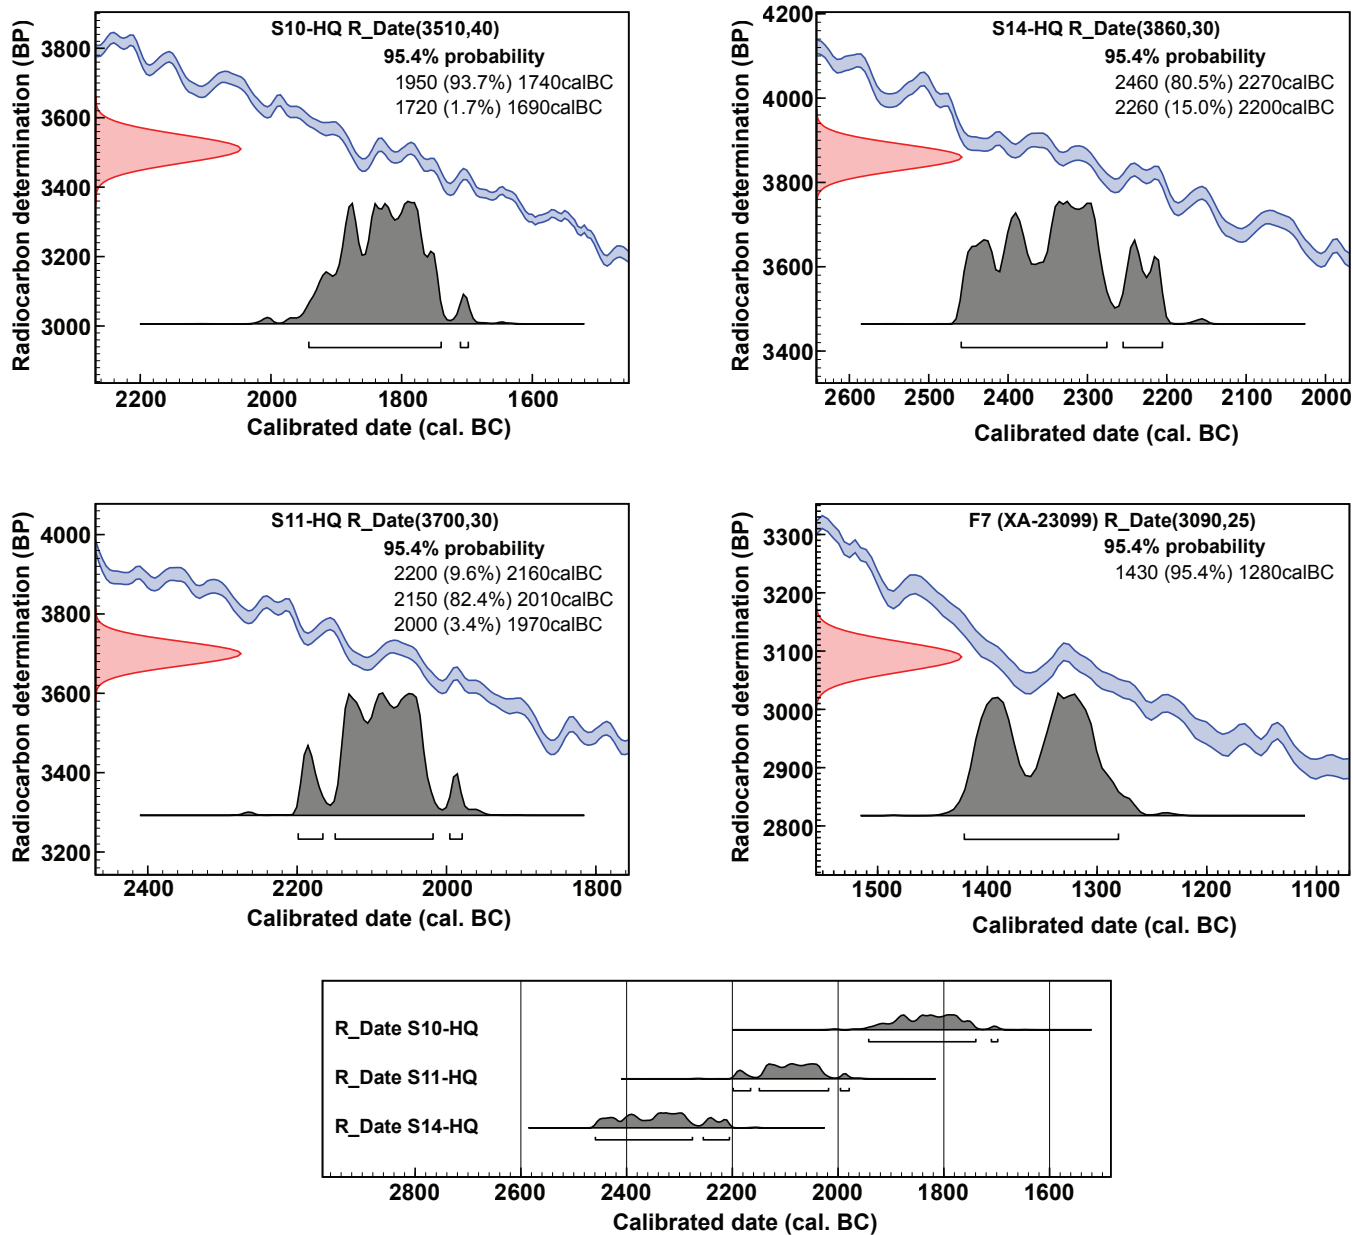 S10-HQ R_Date(3510,40)
95.4% probability
1950 (93.7%) 1740calBC
1720 (1.7%) 1690calBC
Radiocarbon determination (BP)
3800
3600
3400
3200
3000
2200 2000 1800 1600
Calibrated date (cal. BC)
S14-HQ R_Date(3860,30)
95.4% probability
2460 (80.5%) 2270calBC
2260 (15.0%) 2200calBC
Radiocarbon determination (BP)
4200
4000
3800
3600
3400
2600 2500 2400 2300 2200 2100 2000
Calibrated date (cal. BC)
S11-HQ R_Date(3700,30)
95.4% probability
2200 (9.6%) 2160calBC
2150 (82.4%) 2010calBC
2000 (3.4%) 1970calBC
Radiocarbon determination (BP)
4000
3800
3600
3400
3200
2400 2200 2000 1800
Calibrated date (cal. BC)
F7 (XA-23099) R_Date(3090,25)
95.4% probability
1430 (95.4%) 1280calBC
Radiocarbon determination (BP)
3300
3200
3100
3000
2900
2800
1500 1400 1300 1200 1100
Calibrated date (cal. BC)
R_Date S10-HQ
R_Date S11-HQ
R_Date S14-HQ
2800 2600 2400 2200 2000 1800 1600
Calibrated date (cal. BC)